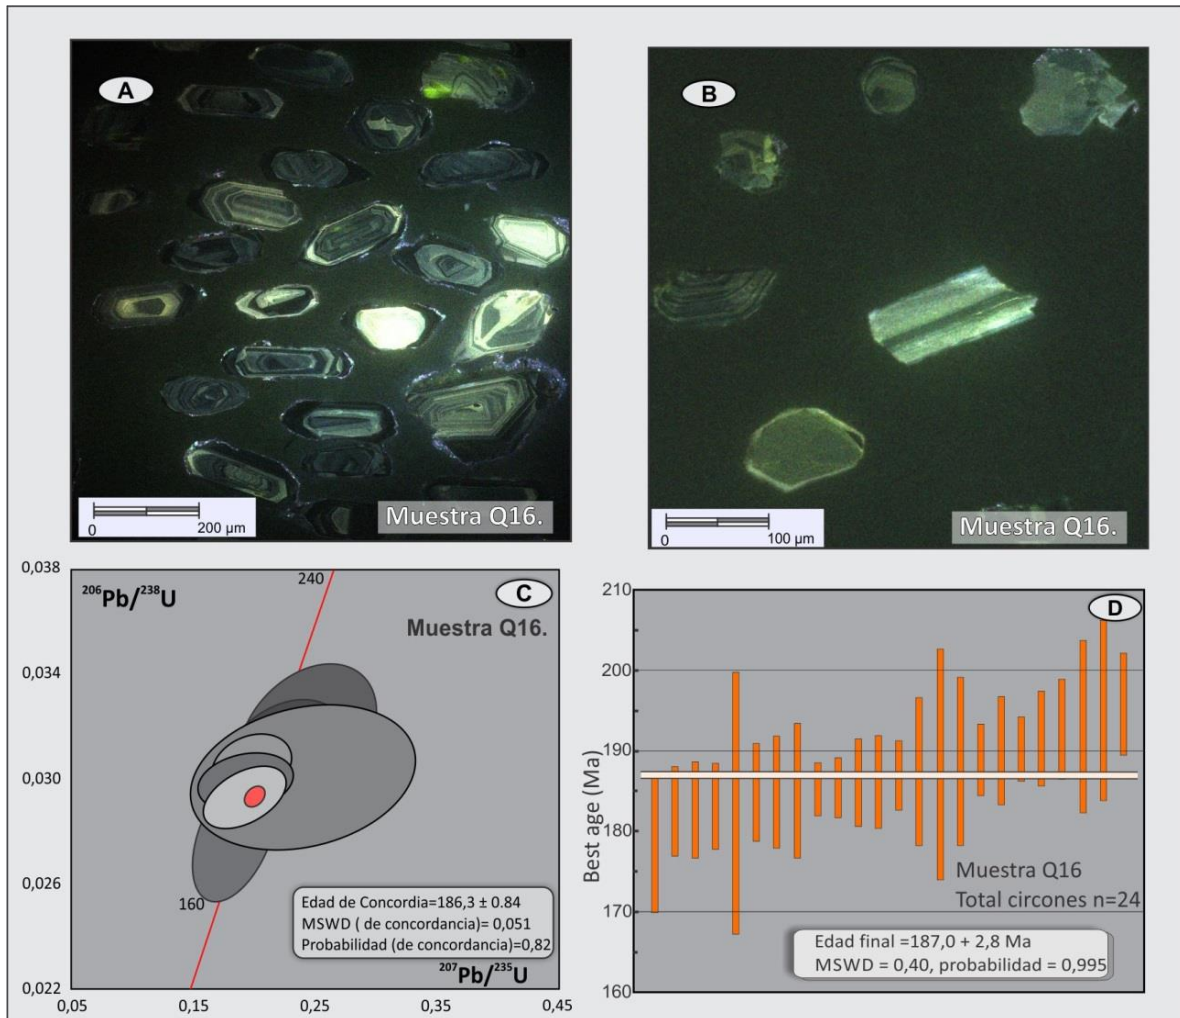 A
0
200 µm
Muestra Q16.
B
0
100 µm
Muestra Q16.
0,038
0,034
0,030
0,026
0,022
²⁰⁶Pb/²³⁸U
240
C
Muestra Q16.
160
Edad de Concordia=186,3 ± 0.84
MSWD ( de concordancia)= 0,051
Probabilidad (de concordancia)=0,82
²⁰⁷Pb/²³⁵U
0,05
0,15
0,25
0,35
0,45
210
200
190
180
170
160
Best age (Ma)
D
Muestra Q16
Total circones n=24
Edad final =187,0 + 2,8 Ma
MSWD = 0,40, probabilidad = 0,995